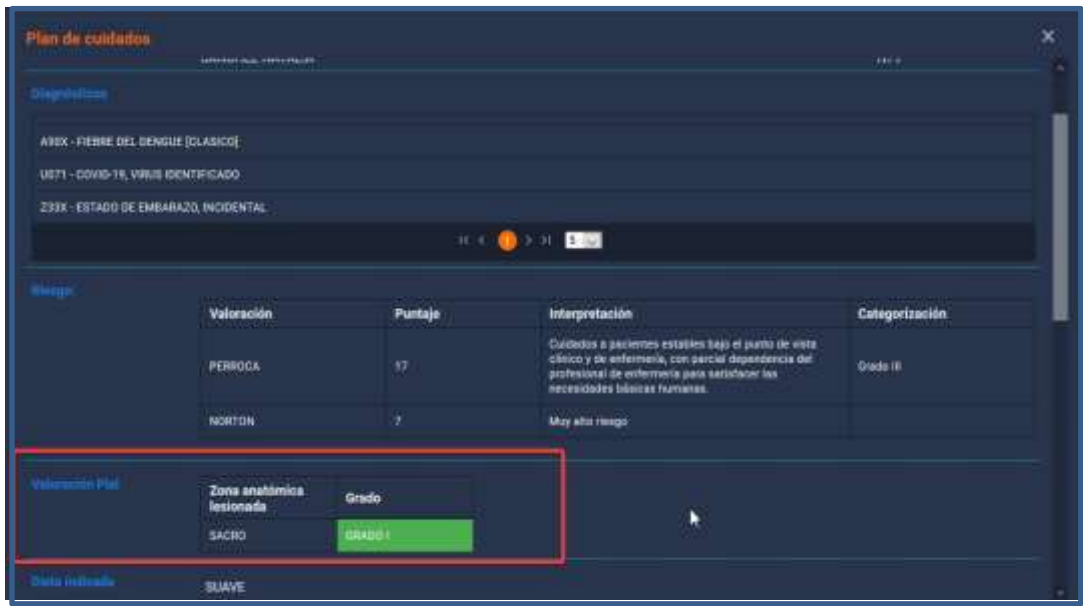 Plan de cuidados
Diagnósticos
A90X - FIEBRE DEL DENGUE [CLASICO]
U071 - COVID-19, VIRUS IDENTIFICADO
Z33X - ESTADO DE EMBARAZO, INCIDENTAL
1
5
Riesgo:
Valoración Puntaje Interpretación Categorización
Cuidados a pacientes estables bajo el punto de vista
clínico y de enfermería, con parcial dependencia del
PERROCA 17 Grado III
profesional de enfermería para satisfacer las
necesidades básicas humanas.
NORTON 7 Muy alto riesgo
Valoración Piel
Zona anatómica
lesionada Grado
SACRO GRADO I
Dieta indicada SUAVE